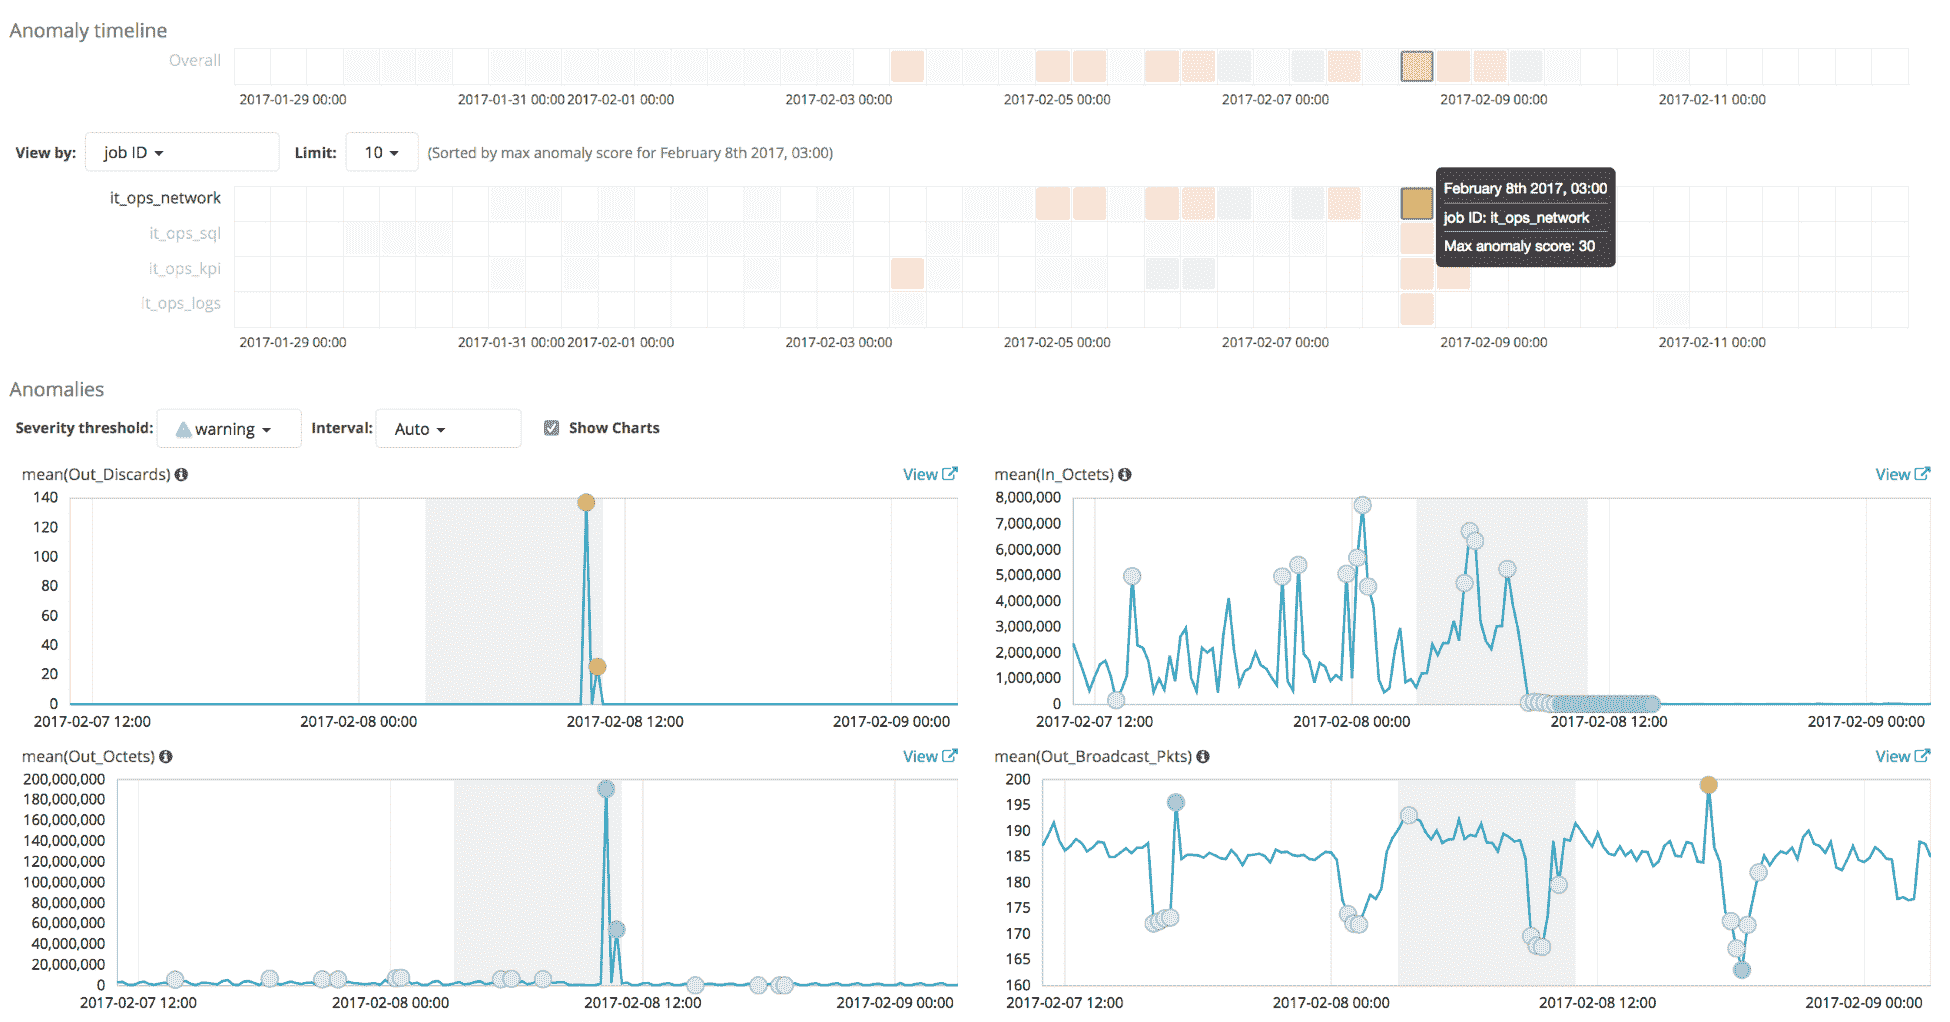 Anomaly timeline
Overall
2017-01-29 00:00 2017-01-31 00:00 2017-02-01 00:00 2017-02-03 00:00 2017-02-05 00:00 2017-02-07 00:00 2017-02-09 00:00 2017-02-11 00:00
View by: job ID Limit: 10 (Sorted by max anomaly score for February 8th 2017, 03:00)
it_ops_network
it_ops_sql
it_ops_kpi
it_ops_logs
February 8th 2017, 03:00
job ID: it_ops_network
Max anomaly score: 30
2017-01-29 00:00 2017-01-31 00:00 2017-02-01 00:00 2017-02-03 00:00 2017-02-05 00:00 2017-02-07 00:00 2017-02-09 00:00 2017-02-11 00:00
Anomalies
Severity threshold: warning Interval: Auto Show Charts
mean(Out_Discards) View
140
120
100
80
60
40
20
0
2017-02-07 12:00 2017-02-08 00:00 2017-02-08 12:00 2017-02-09 00:00
mean(In_Octets) View
8,000,000
7,000,000
6,000,000
5,000,000
4,000,000
3,000,000
2,000,000
1,000,000
0
2017-02-07 12:00 2017-02-08 00:00 2017-02-08 12:00 2017-02-09 00:00
mean(Out_Octets) View
200,000,000
180,000,000
160,000,000
140,000,000
120,000,000
100,000,000
80,000,000
60,000,000
40,000,000
20,000,000
0
2017-02-07 12:00 2017-02-08 00:00 2017-02-08 12:00 2017-02-09 00:00
mean(Out_Broadcast_Pkts) View
200
195
190
185
180
175
170
165
160
2017-02-07 12:00 2017-02-08 00:00 2017-02-08 12:00 2017-02-09 00:00